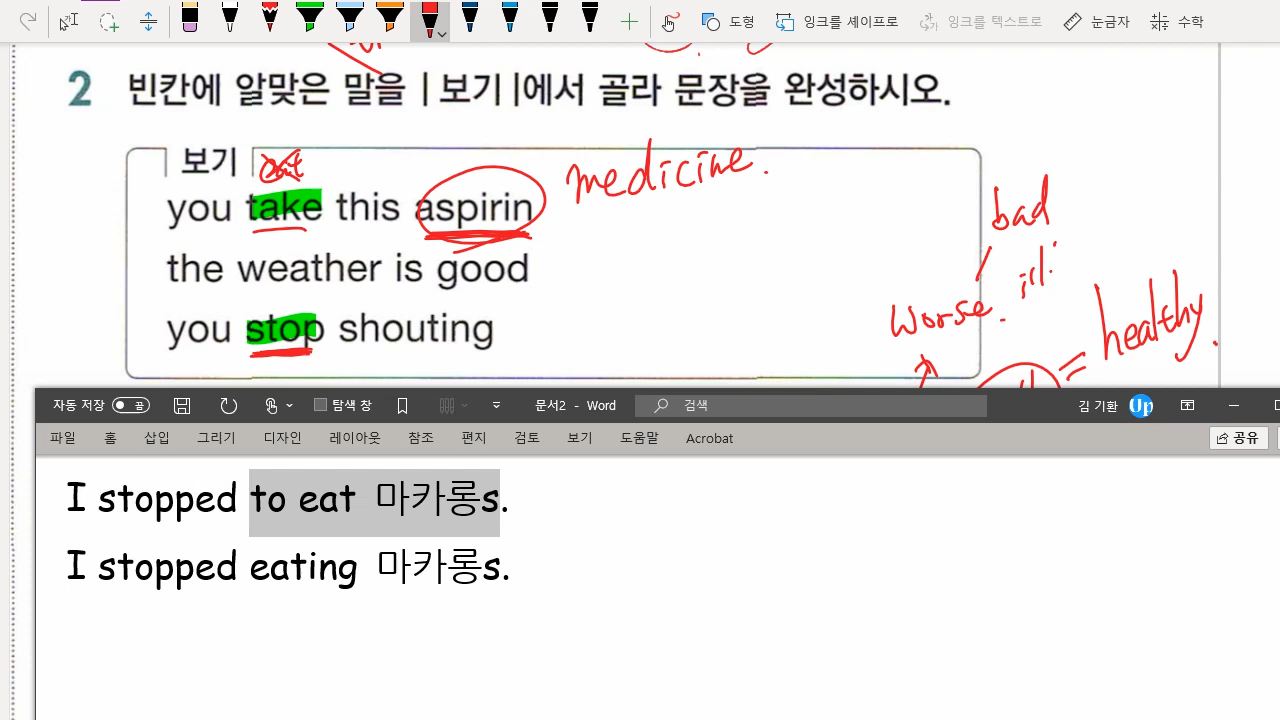 도형 잉크를 셰이프로 잉크를 텍스트로 눈금자 수학
2 빈칸에 알맞은 말을 | 보기 |에서 골라 문장을 완성하시오.
보기
you take this aspirin medicine.
the weather is good
you stop shouting
bad
ill.
worse.
= healthy.
자동 저장 끔 탐색 창 문서2 - Word 검색 김 기환 Up
파일 홈 삽입 그리기 디자인 레이아웃 참조 편지 검토 보기 도움말 Acrobat 공유
I stopped to eat 마카롱s.
I stopped eating 마카롱s.